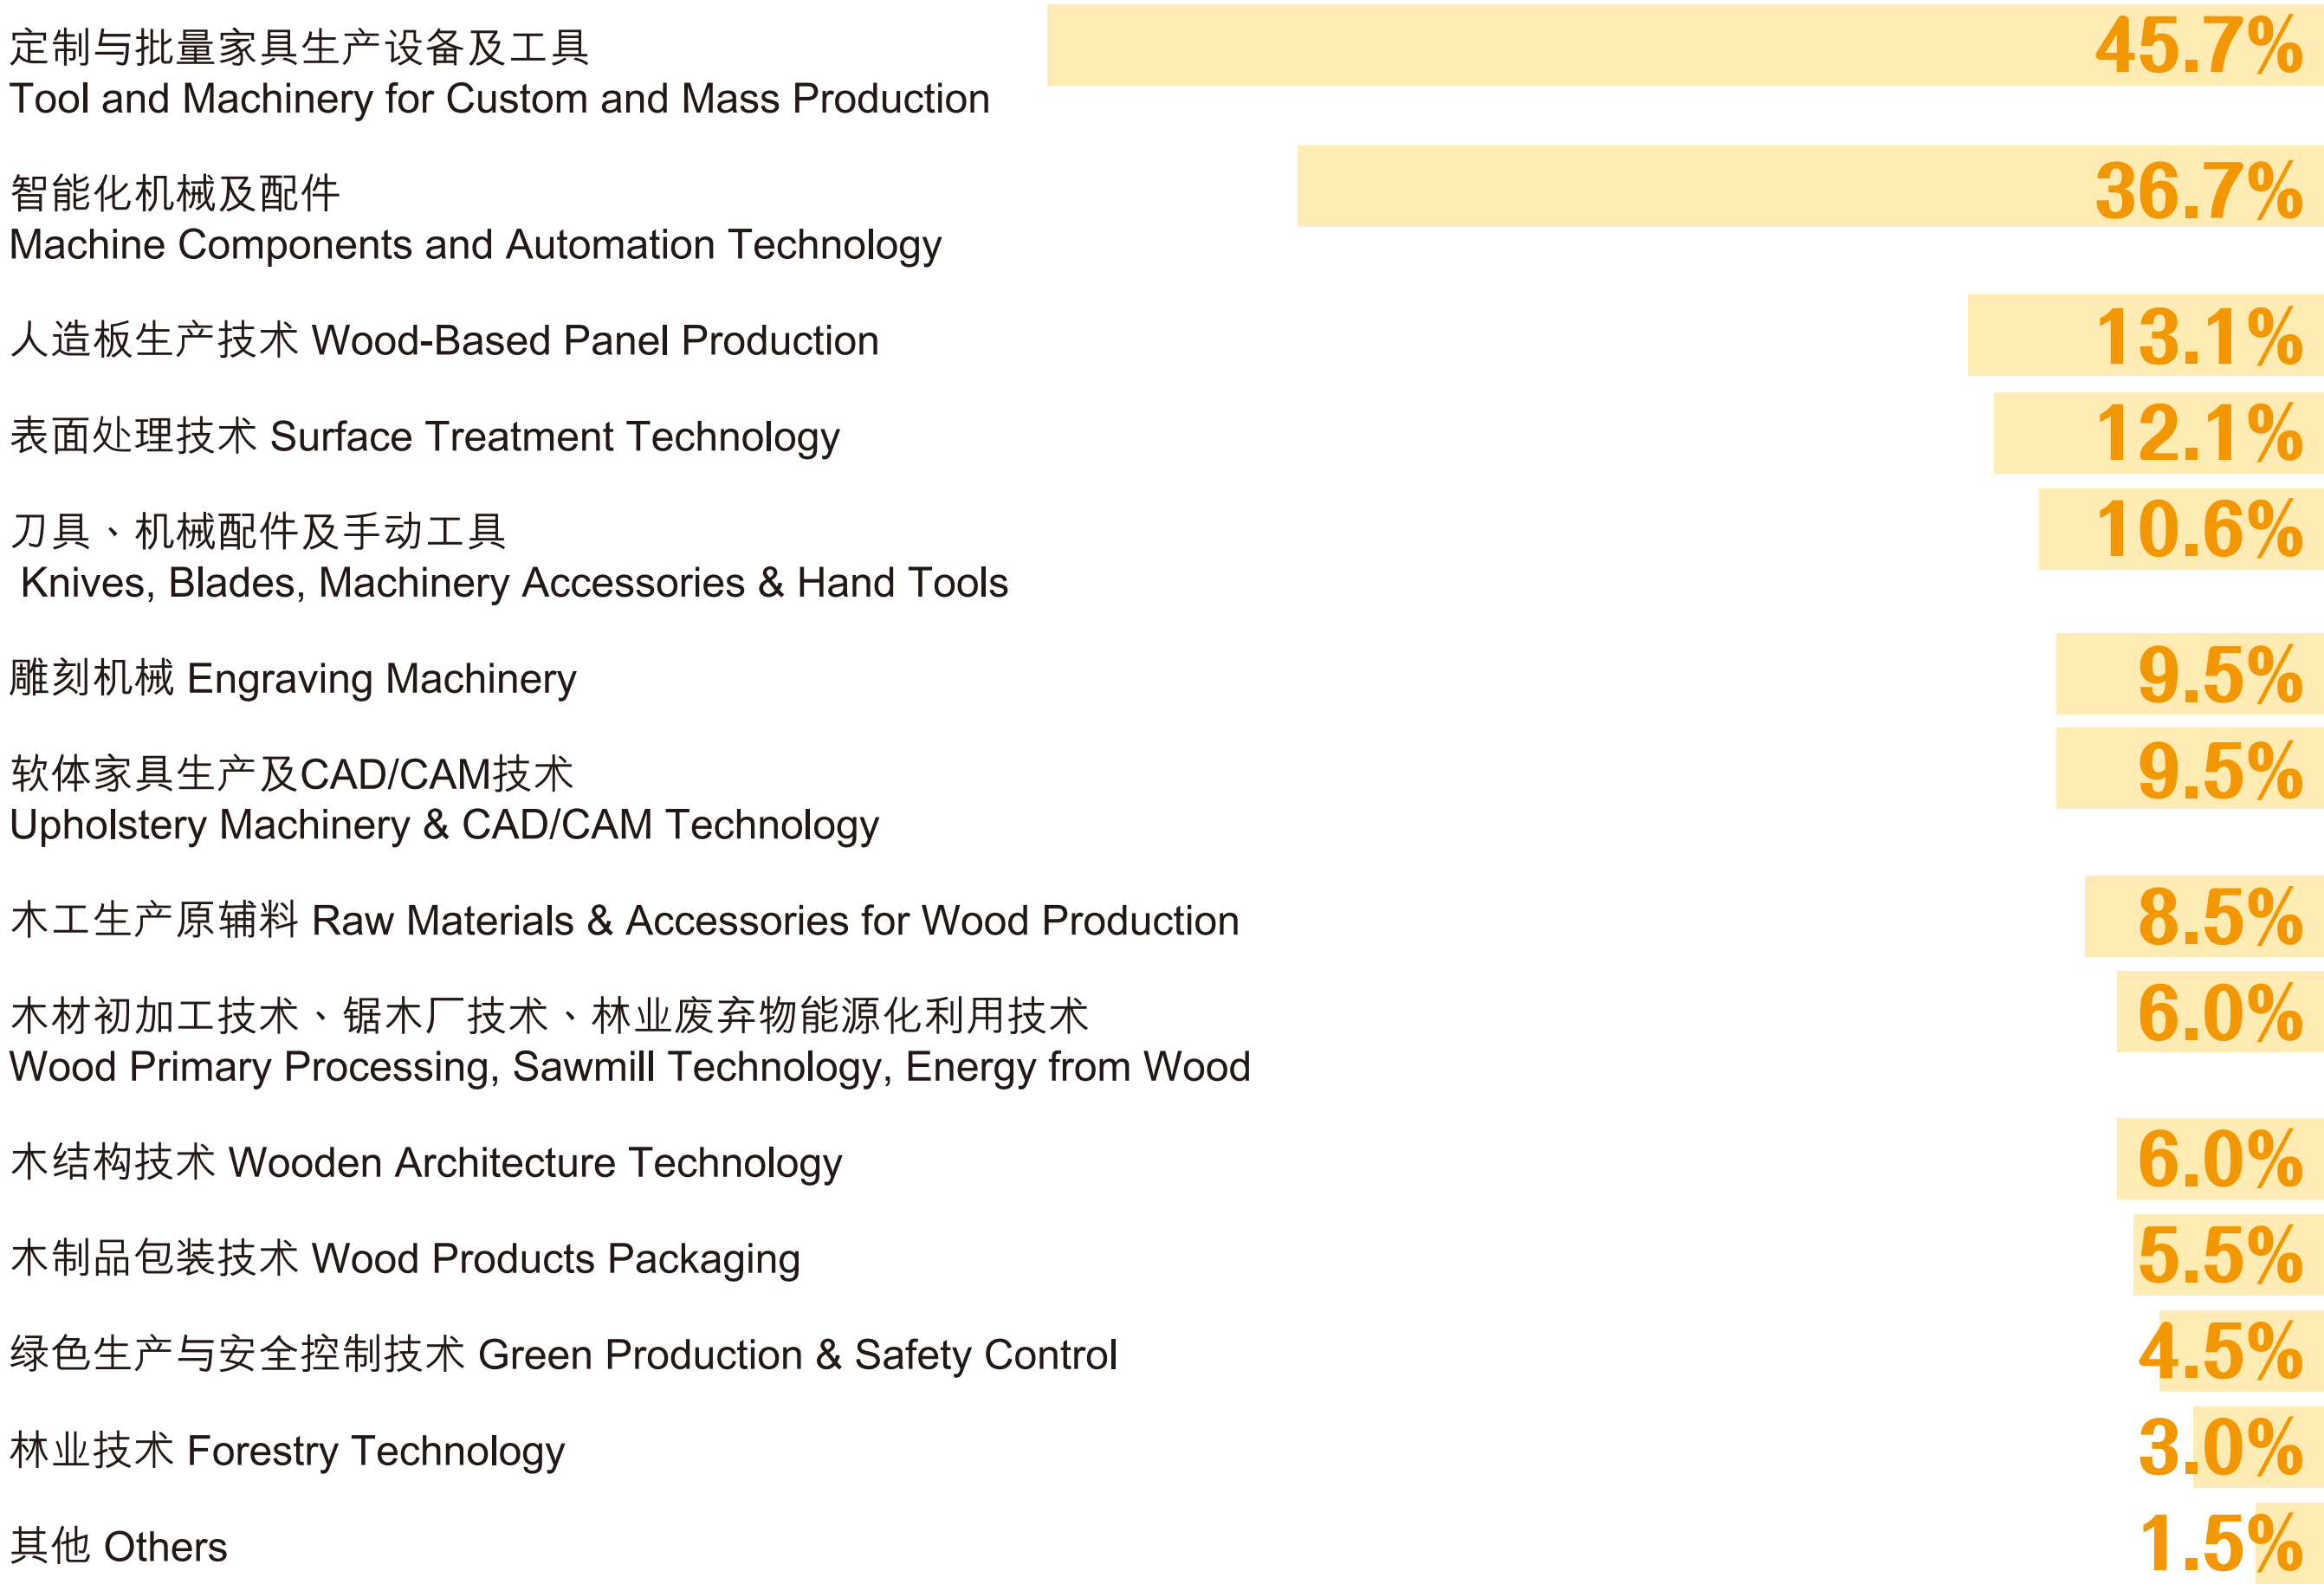 定制与批量家具生产设备及工具 45.7%
Tool and Machinery for Custom and Mass Production
智能化机械及配件 36.7%
Machine Components and Automation Technology
人造板生产技术 Wood-Based Panel Production 13.1%
表面处理技术 Surface Treatment Technology 12.1%
刀具、机械配件及手动工具 10.6%
Knives, Blades, Machinery Accessories & Hand Tools
雕刻机械 Engraving Machinery 9.5%
软体家具生产及CAD/CAM技术 9.5%
Upholstery Machinery & CAD/CAM Technology
木工生产原辅料 Raw Materials & Accessories for Wood Production 8.5%
木材初加工技术、锯木厂技术、林业废弃物能源化利用技术 6.0%
Wood Primary Processing, Sawmill Technology, Energy from Wood
木结构技术 Wooden Architecture Technology 6.0%
木制品包装技术 Wood Products Packaging 5.5%
绿色生产与安全控制技术 Green Production & Safety Control 4.5%
林业技术 Forestry Technology 3.0%
其他 Others 1.5%